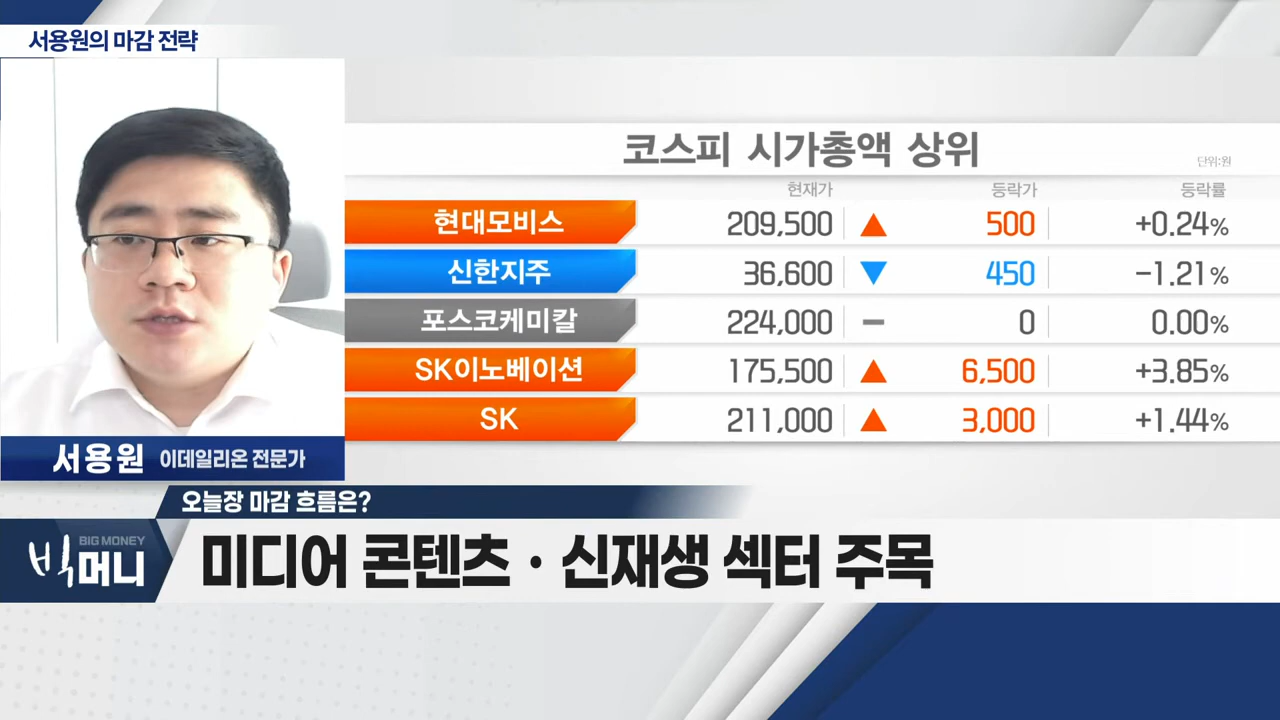 서용원의 마감 전략
코스피 시가총액 상위
단위:원
현재가 등락가 등락률
현대모비스 209,500 ▲ 500 +0.24%
신한지주 36,600 ▼ 450 -1.21%
포스코케미칼 224,000 - 0 0.00%
SK이노베이션 175,500 ▲ 6,500 +3.85%
SK 211,000 ▲ 3,000 +1.44%
서용원 이데일리온 전문가
오늘장 마감 흐름은?
BIG MONEY
빅머니
미디어 콘텐츠 · 신재생 섹터 주목